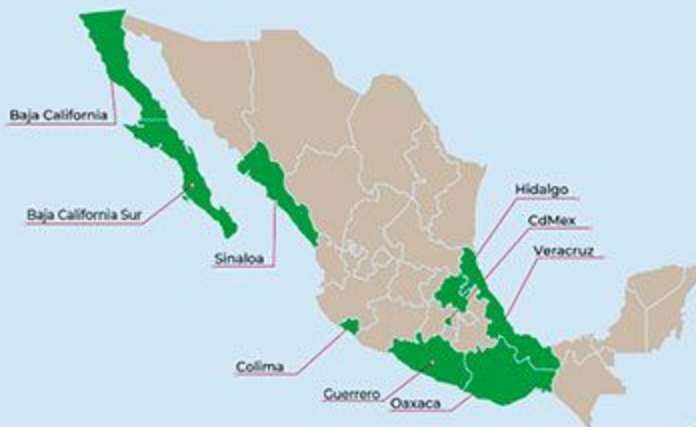 Baja California
Baja California Sur
Sinaloa
Hidalgo
CdMex
Veracruz
Colima
Guerrero
Oaxaca